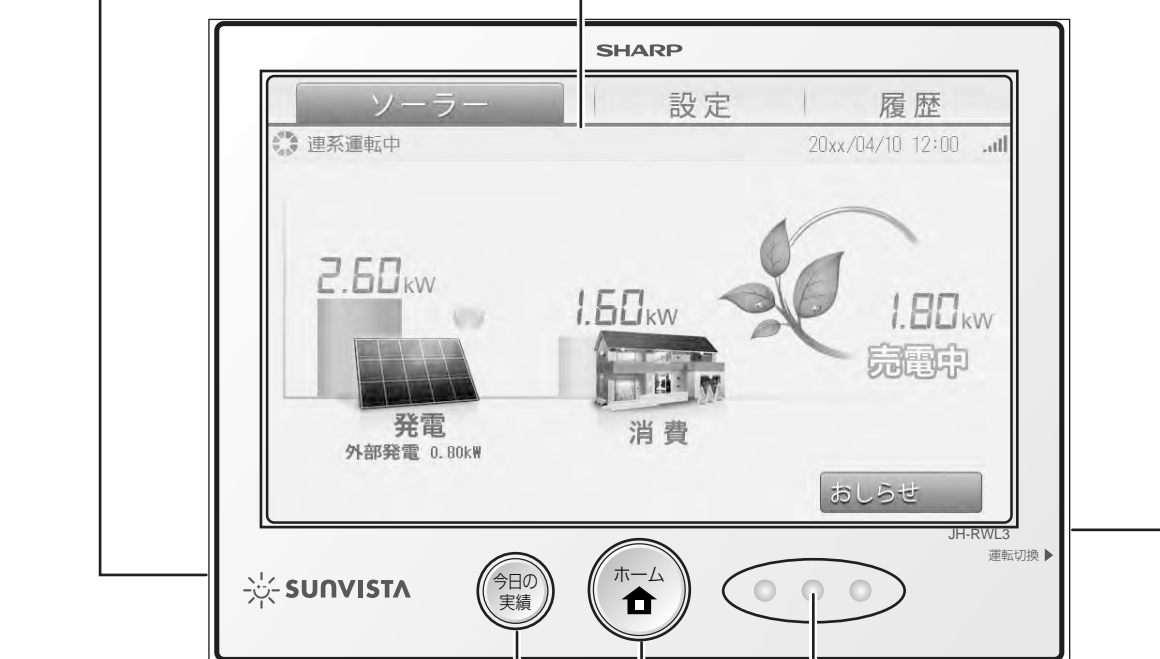 SHARP
ソーラー 設定 履歴
連系運転中 20xx/04/10 12:00
2.60kW
1.60kW
1.80kW
売電中
発電
外部発電 0.80kW
消費
おしらせ
JH-RWL3
運転切換▶
SUNVISTA
今日の
実績
ホーム